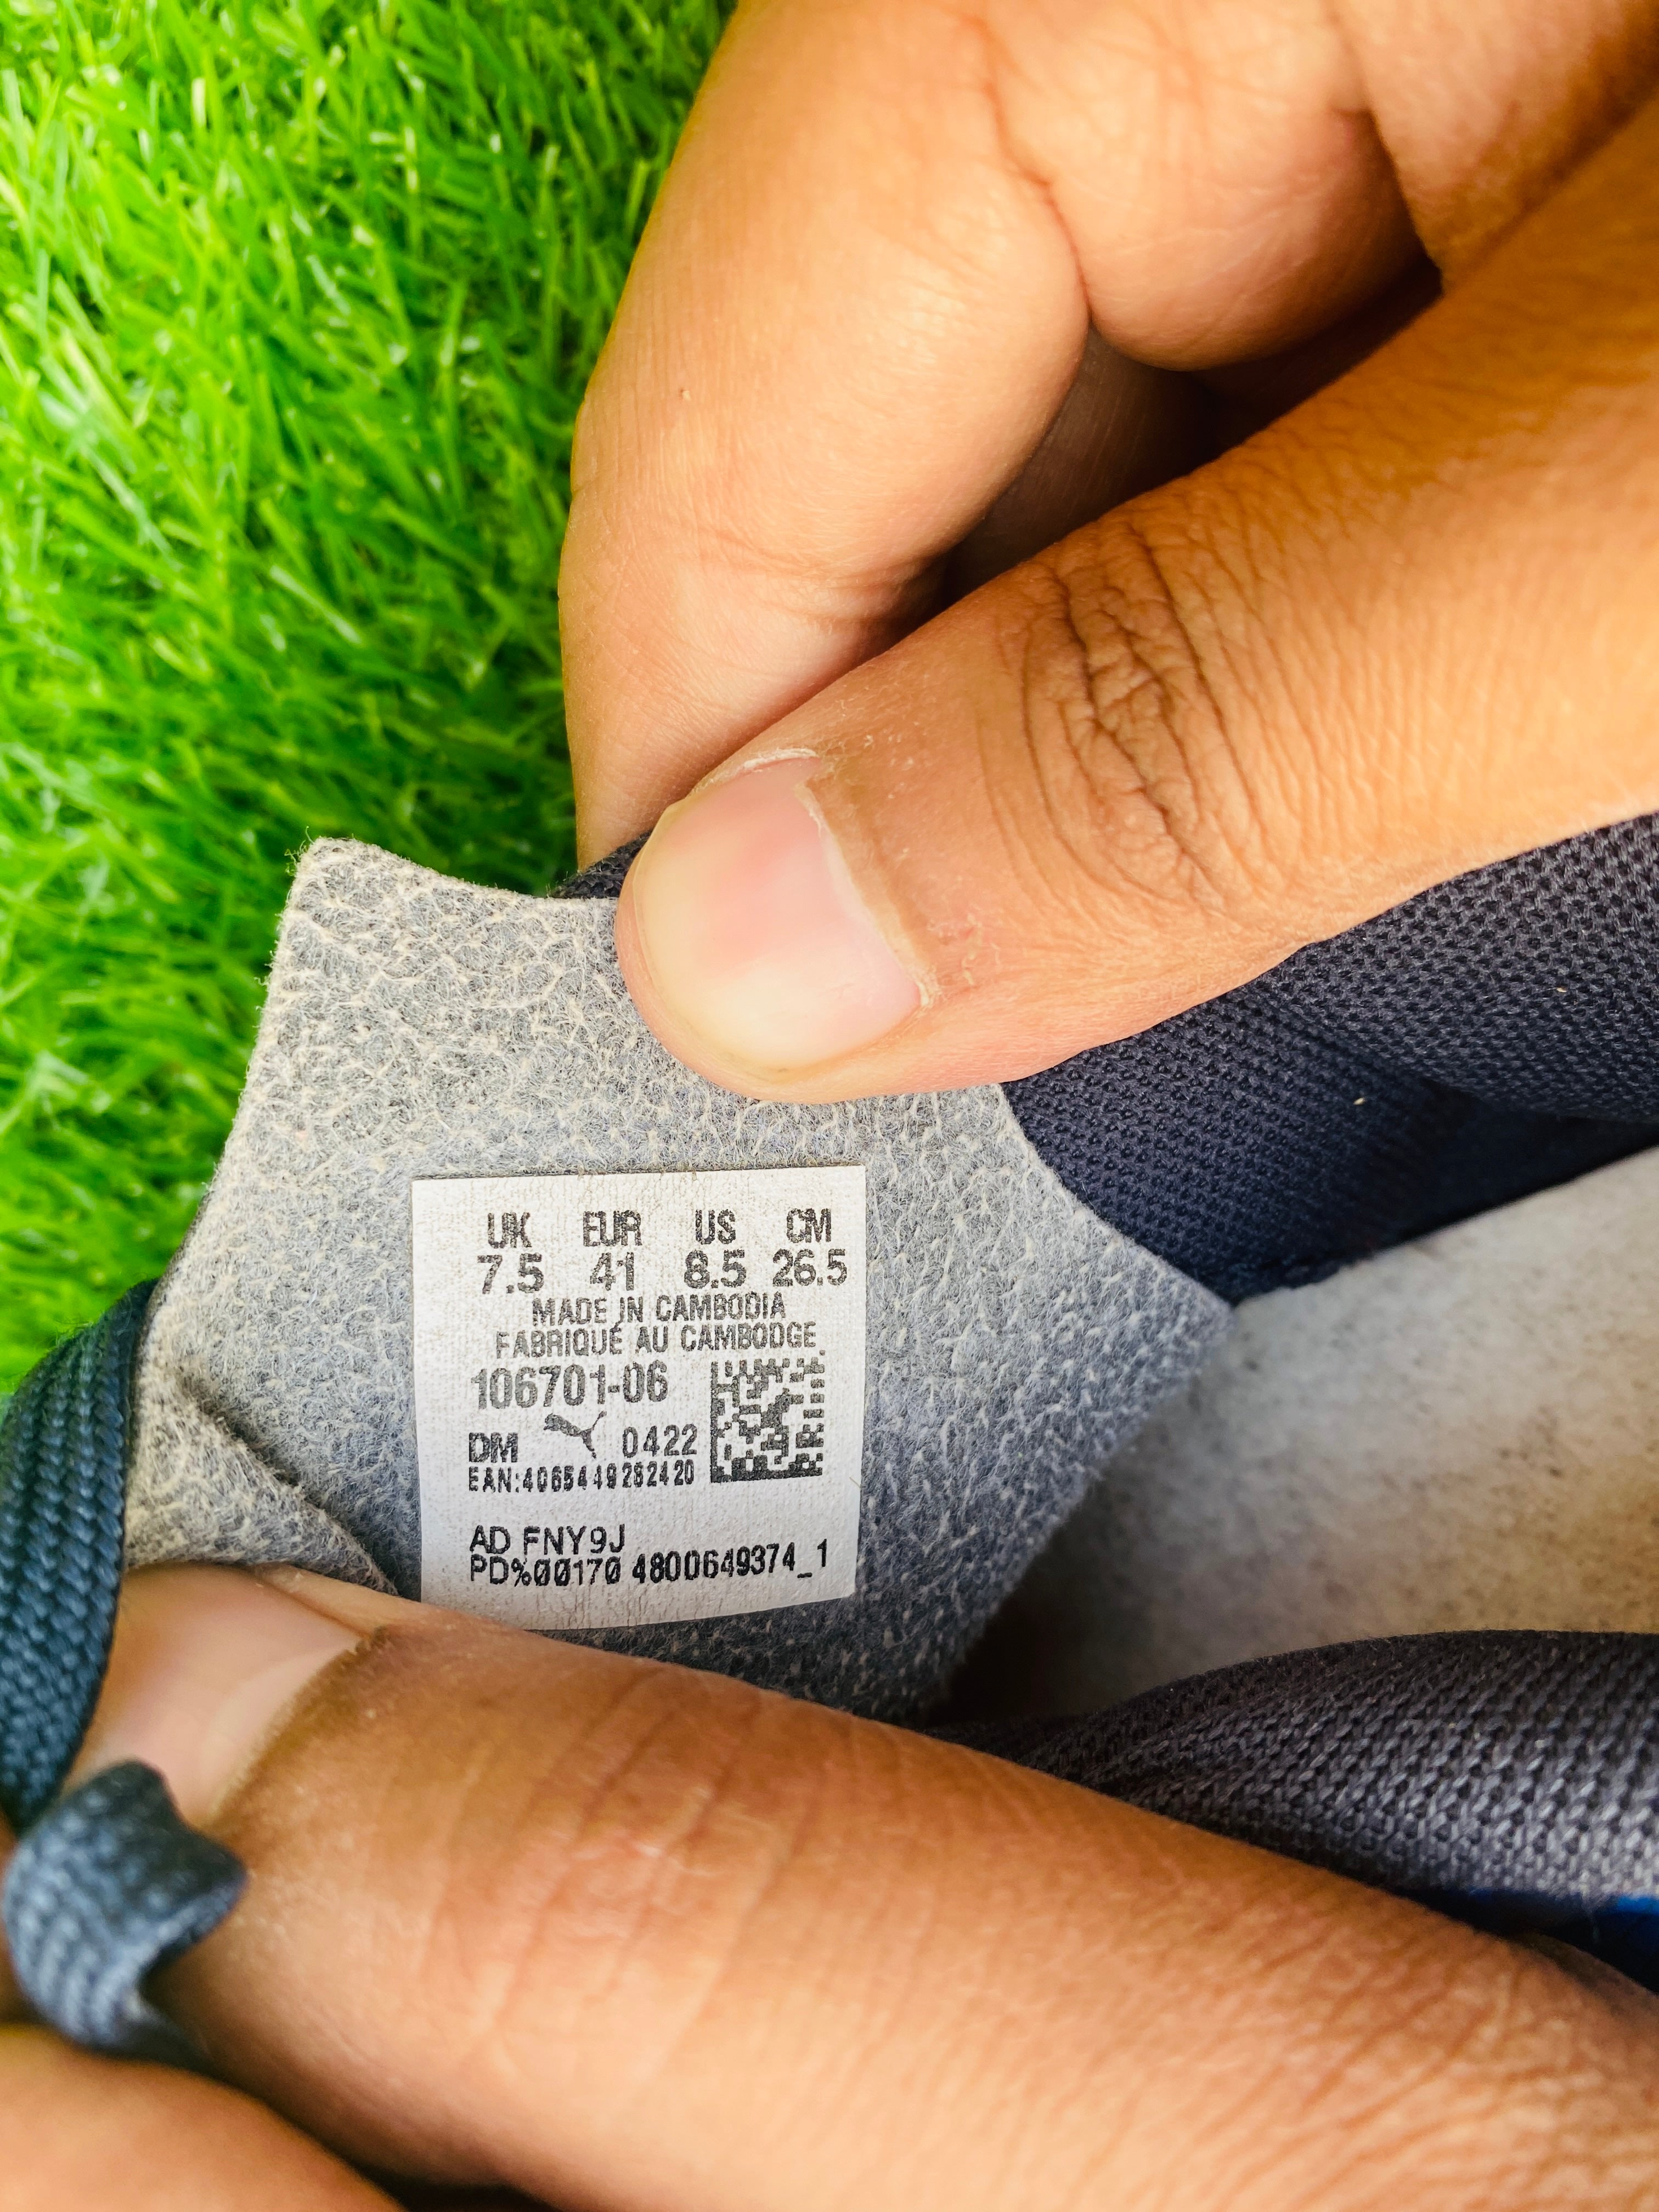 UK EUR US CM
7.5 41 8.5 26.5
MADE IN CAMBODIA
FABRIQUÉ AU CAMBODGE
106701-06
DM 0422
EAN:4065449282420
AD FNY9J
PD%00170 4800649374_1